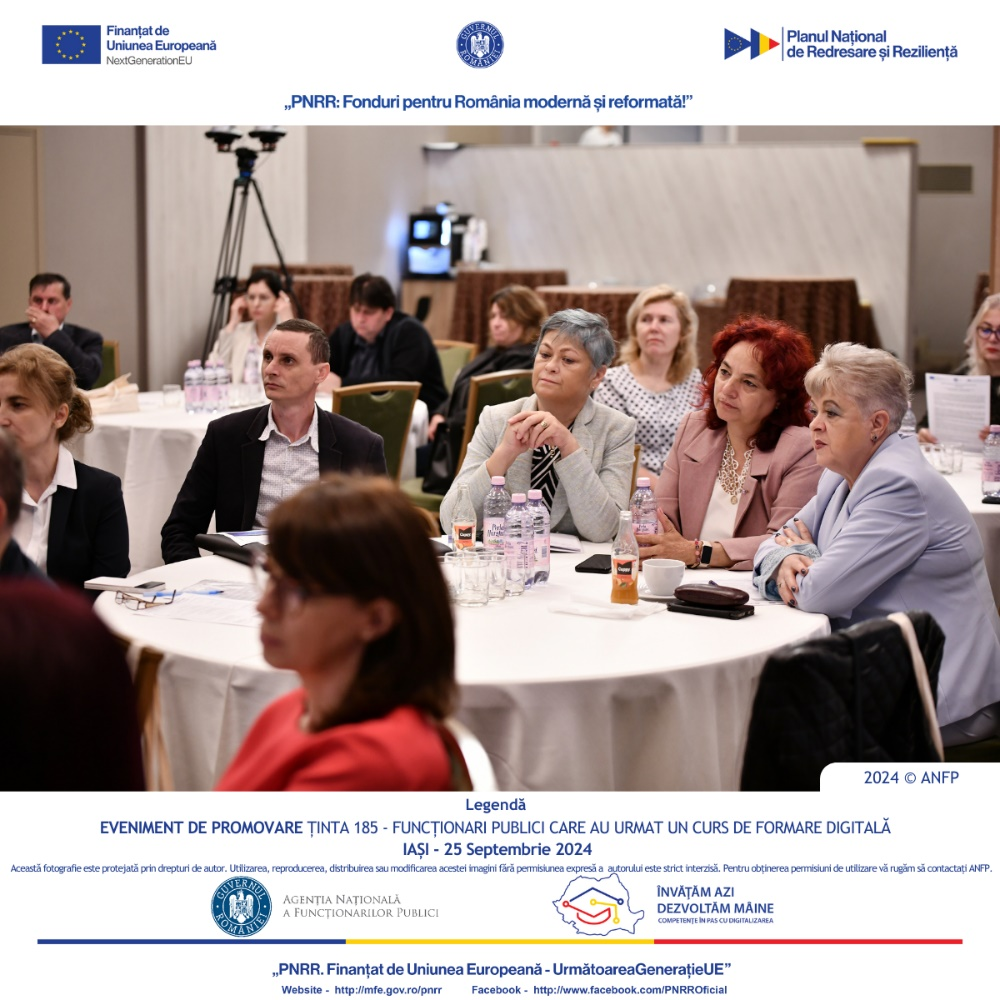 Finanțat de
Uniunea Europeană
NextGenerationEU
GUVERNUL ROMÂNIEI
Planul Național
de Redresare și Reziliență
„PNRR: Fonduri pentru România modernă și reformată!”
Cappy
2024 © ANFP
Legendă
EVENIMENT DE PROMOVARE ȚINTA 185 - FUNCȚIONARI PUBLICI CARE AU URMAT UN CURS DE FORMARE DIGITALĂ
IAȘI - 25 Septembrie 2024
Această fotografie este protejată prin drepturi de autor. Utilizarea, reproducerea, distribuirea sau modificarea acestei imagini fără permisiunea expresă a autorului este strict interzisă. Pentru obținerea permisiunii de utilizare vă rugăm să contactați ANFP.
GUVERNUL ROMÂNIEI
Agenția Națională
a Funcționarilor Publici
ÎNVĂȚĂM AZI
DEZVOLTĂM MÂINE
COMPETENȚE ÎN PAS CU DIGITALIZAREA
„PNRR. Finanțat de Uniunea Europeană - UrmătoareaGenerațieUE”
Website - http://mfe.gov.ro/pnrr Facebook - http://www.facebook.com/PNRROficial